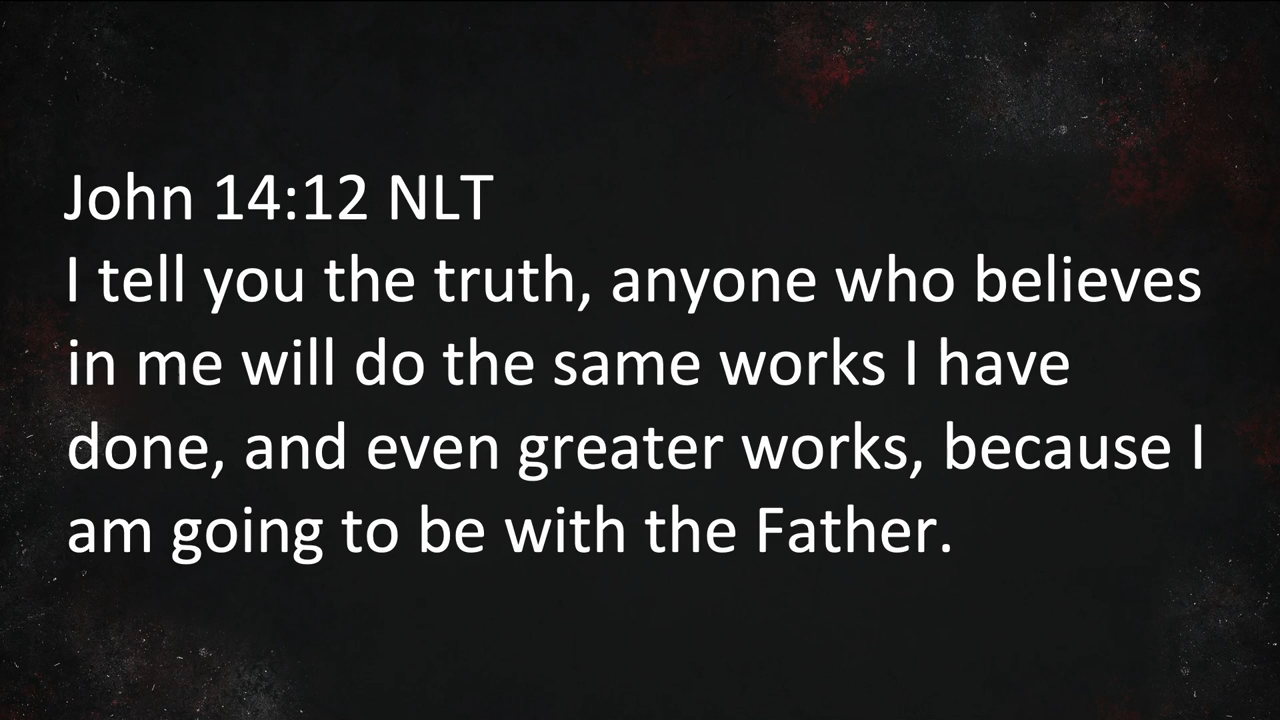 John 14:12 NLT
I tell you the truth, anyone who believes
in me will do the same works I have
done, and even greater works, because I
am going to be with the Father.